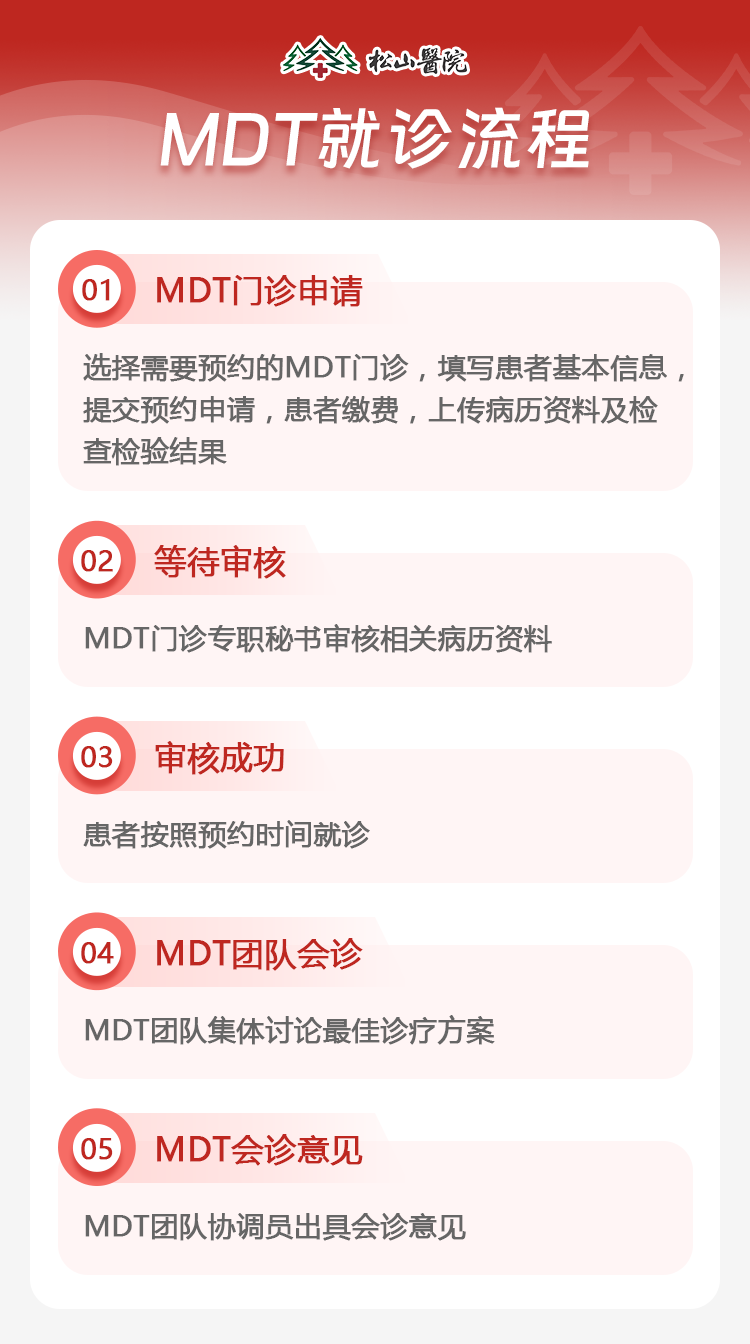 松山醫院
MDT就诊流程
01
MDT门诊申请
选择需要预约的MDT门诊，填写患者基本信息，
提交预约申请，患者缴费，上传病历资料及检
查检验结果
02
等待审核
MDT门诊专职秘书审核相关病历资料
03
审核成功
患者按照预约时间就诊
04
MDT团队会诊
MDT团队集体讨论最佳诊疗方案
05
MDT会诊意见
MDT团队协调员出具会诊意见